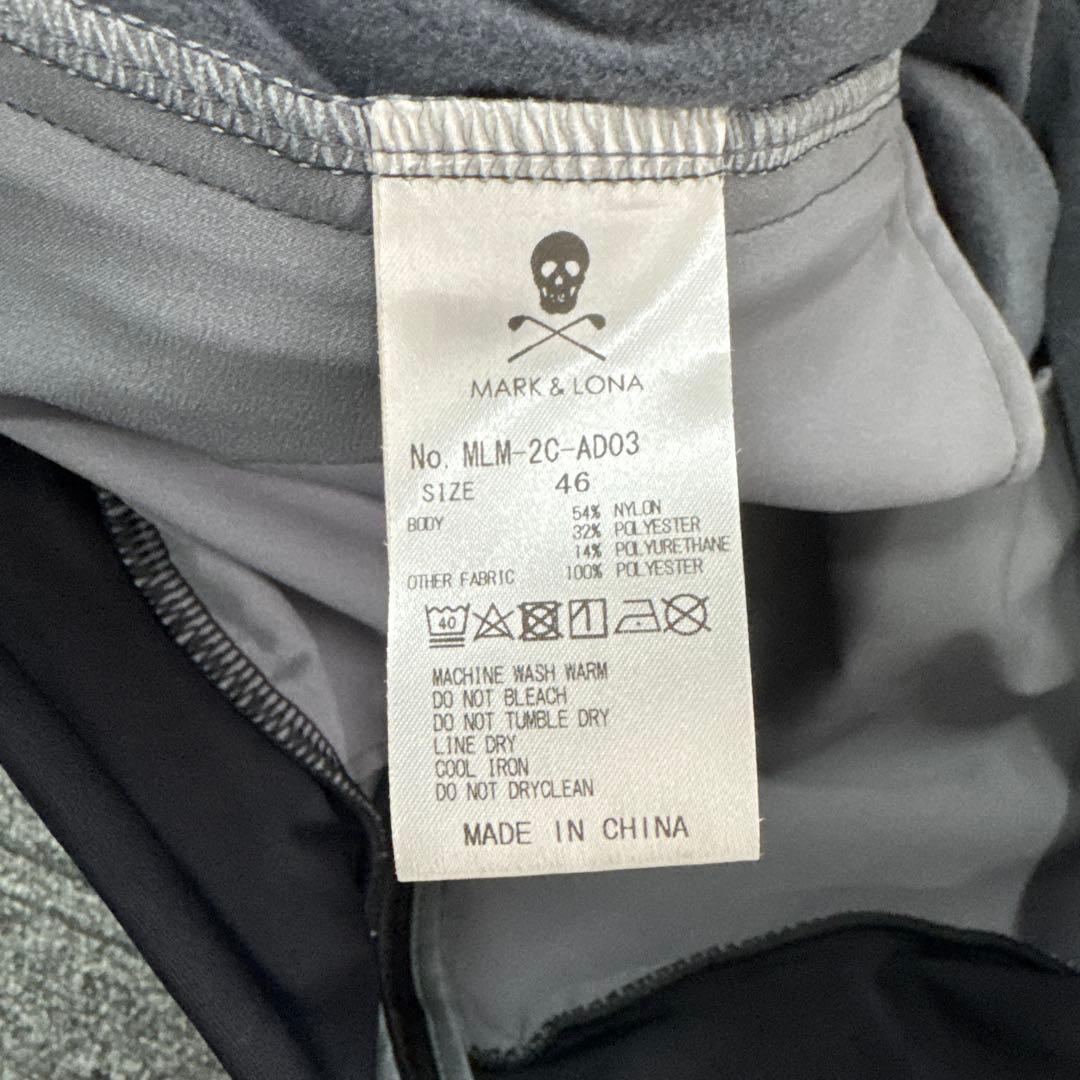 MARK & LONA
No. MLM-2C-AD03
SIZE 46
BODY 54% NYLON
32% POLYESTER
14% POLYURETHANE
OTHER FABRIC 100% POLYESTER
40
MACHINE WASH WARM
DO NOT BLEACH
DO NOT TUMBLE DRY
LINE DRY
COOL IRON
DO NOT DRYCLEAN
MADE IN CHINA